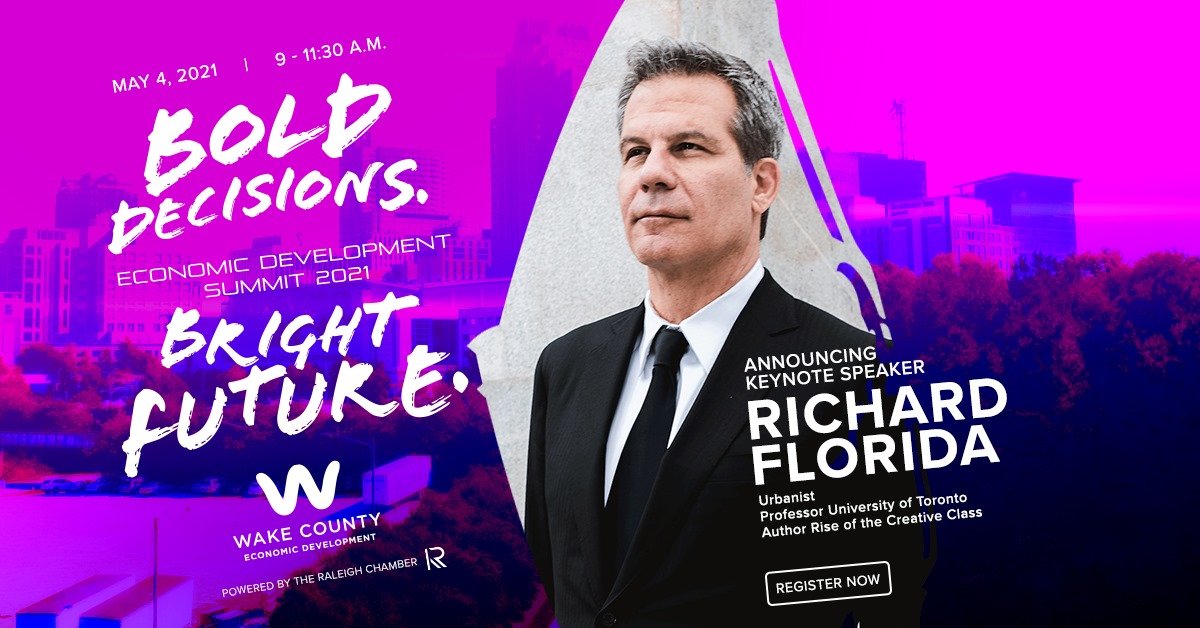 MAY 4, 2021 | 9 - 11:30 A.M.
BOLD
DECISIONS.
ECONOMIC DEVELOPMENT
SUMMIT 2021
BRIGHT
FUTURE.
WAKE COUNTY
ECONOMIC DEVELOPMENT
POWERED BY THE RALEIGH CHAMBER
ANNOUNCING
KEYNOTE SPEAKER
RICHARD
FLORIDA
Urbanist
Professor University of Toronto
Author Rise of the Creative Class
REGISTER NOW